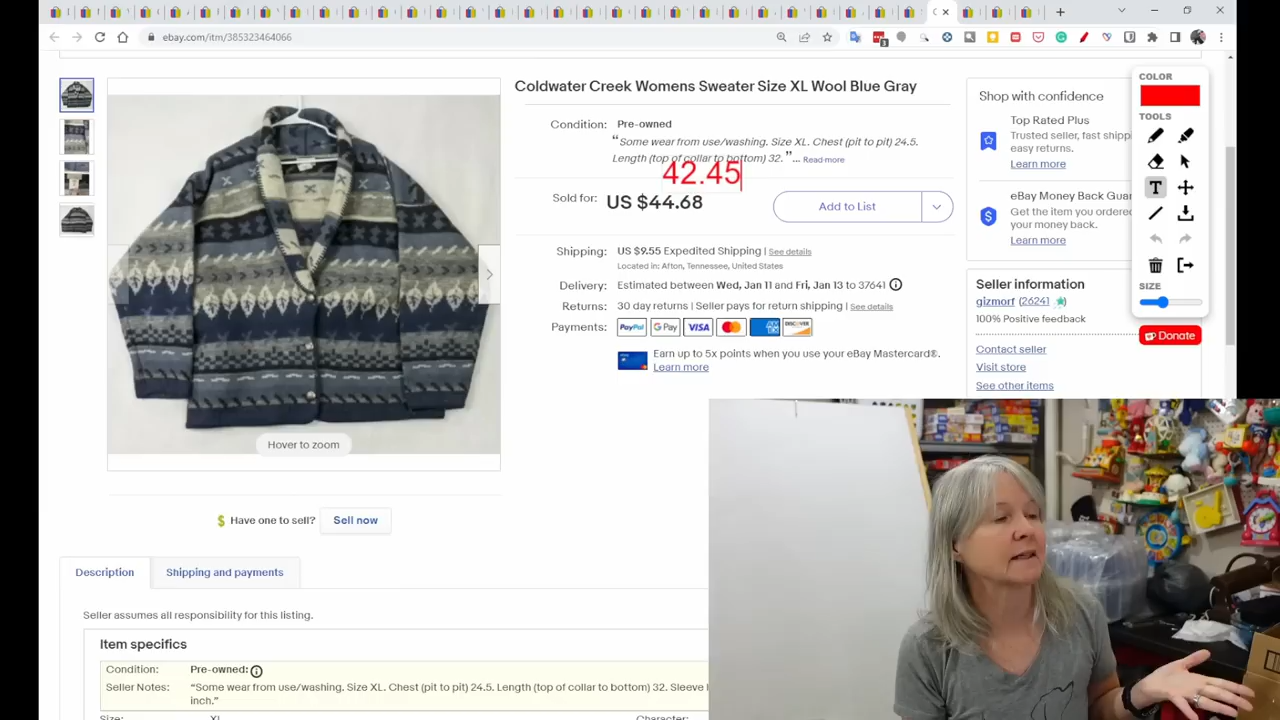 ebay.com/itm/385323464066
Coldwater Creek Womens Sweater Size XL Wool Blue Gray
Condition: Pre-owned
“Some wear from use/washing. Size XL. Chest (pit to pit) 24.5.
Length (top of collar to bottom) 32. ”... Read more
42.45
Sold for: US $44.68
Add to List
Shipping: US $9.55 Expedited Shipping | See details
Located in: Afton, Tennessee, United States
Delivery: Estimated between Wed, Jan 11 and Fri, Jan 13 to 37641
Returns: 30 day returns | Seller pays for return shipping | See details
Payments: PayPal G Pay VISA DISCOVER
Earn up to 5x points when you use your eBay Mastercard®.
Learn more
Shop with confidence
Top Rated Plus
Trusted seller, fast shippi
easy returns.
Learn more
eBay Money Back Guar
Get the item you ordere
your money back.
Learn more
Seller information
gizmorf (26241)
100% Positive feedback
Contact seller
Visit store
See other items
COLOR
TOOLS
T
SIZE
Donate
Hover to zoom
Have one to sell? Sell now
Description
Shipping and payments
Seller assumes all responsibility for this listing.
Item specifics
Condition: Pre-owned:
Seller Notes: “Some wear from use/washing. Size XL. Chest (pit to pit) 24.5. Length (top of collar to bottom) 32. Sleeve
inch.”
Size: XL
Character: